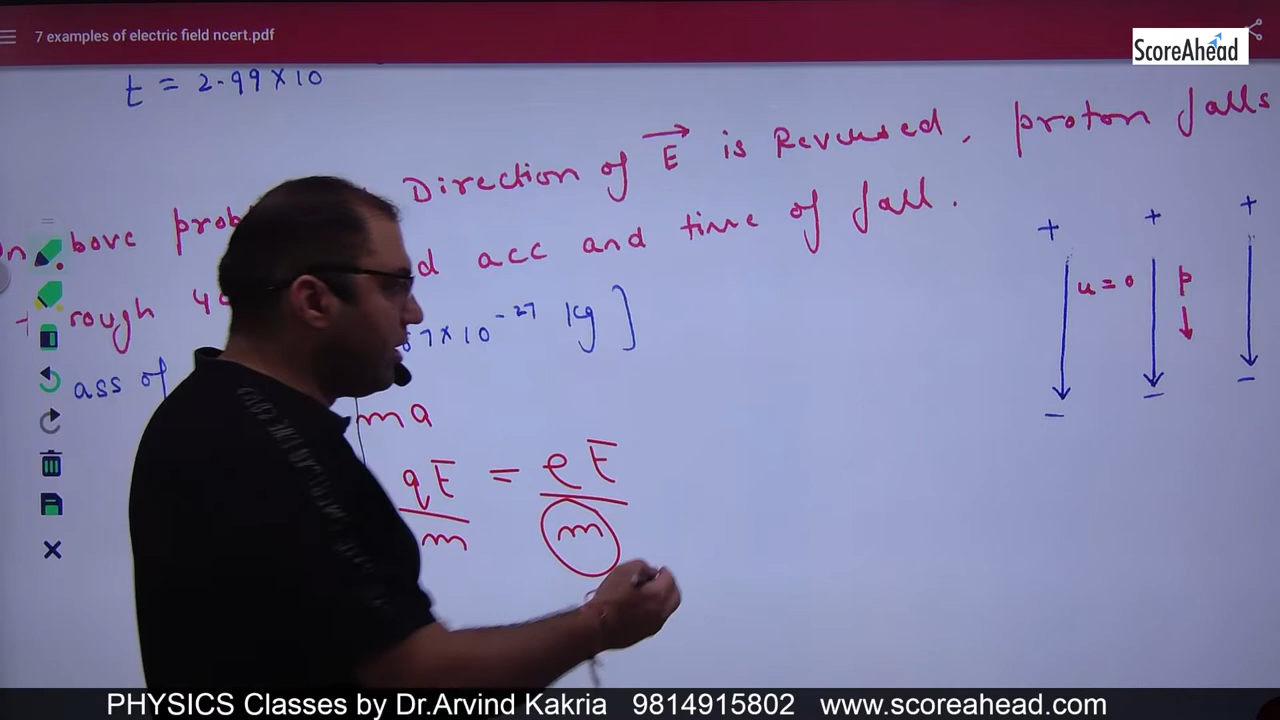 7 examples of electric field ncert.pdf
ScoreAhead
t = 2.99×10
Direction of E is Reversed, proton falls
bove prob d acc and time of fall.
rough 7×10⁻²⁷ kg ]
ass of
ma
qE/m = eE/m
+ + +
u=0 p
− − −
PHYSICS Classes by Dr.Arvind Kakria 9814915802 www.scoreahead.com